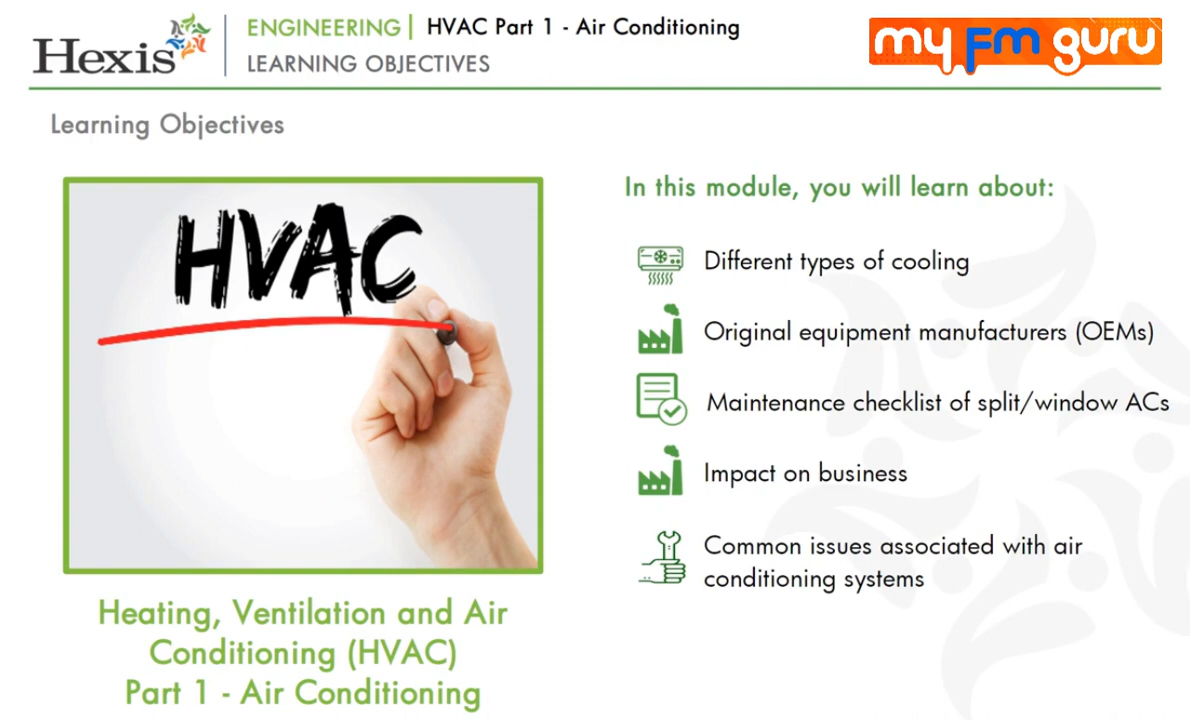 Hexis
ENGINEERING| HVAC Part 1 - Air Conditioning
LEARNING OBJECTIVES
my Fm guru
Learning Objectives
HVAC
Heating, Ventilation and Air
Conditioning (HVAC)
Part 1 - Air Conditioning
In this module, you will learn about:
Different types of cooling
Original equipment manufacturers (OEMs)
Maintenance checklist of split/window ACs
Impact on business
Common issues associated with air
conditioning systems